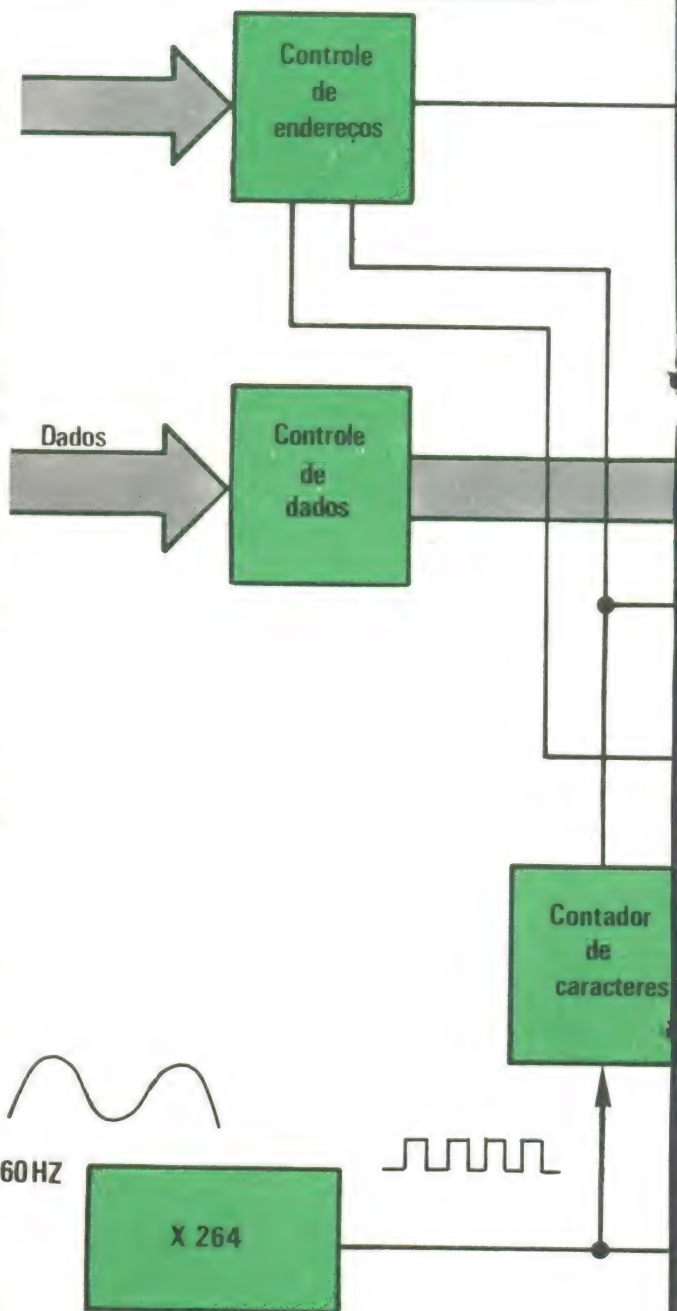 Controle
de
endereços
Dados
Controle
de
dados
Contador
de
caracteres
60 HZ
X 264